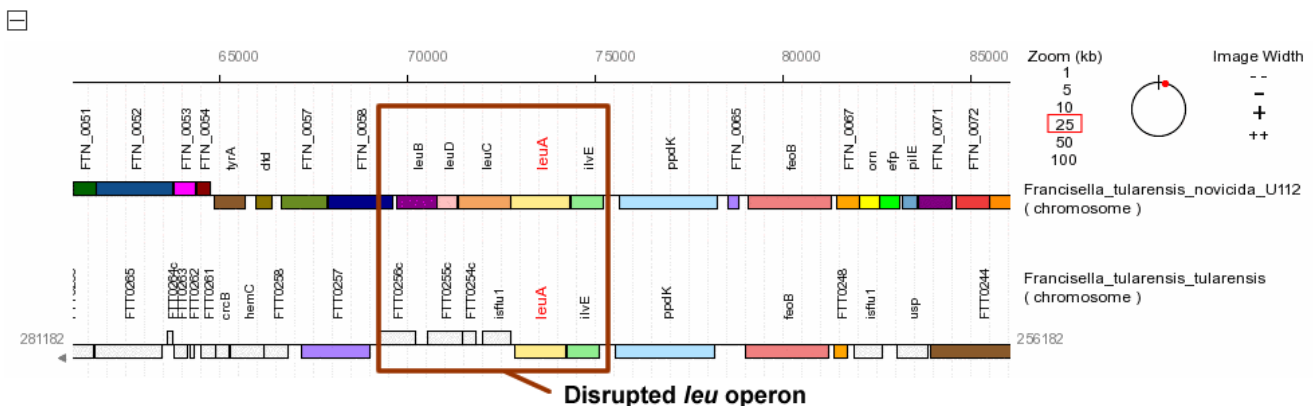 65000 70000 75000 80000 85000
Zoom (kb) Image Width
1
5
10
25
50
100
--
-
+
++
FTN_0051 FTN_0052 FTN_0053 FTN_0054 tyrA dtd FTN_0057 FTN_0058 leuB leuD leuC leuA ilvE ppdK FTN_0065 feoB FTN_0067 orn efp pilE FTN_0071 FTN_0072
Francisella_tularensis_novicida_U112
( chromosome )
FTT0265 FTT0264c FTT0263 FTT0262 FTT0261 crcB hemC FTT0258 FTT0257 FTT0256c FTT0255c FTT0254c isftu1 leuA ilvE ppdK feoB FTT0248 isftu1 usp FTT0244
Francisella_tularensis_tularensis
( chromosome )
281182 256182
Disrupted leu operon